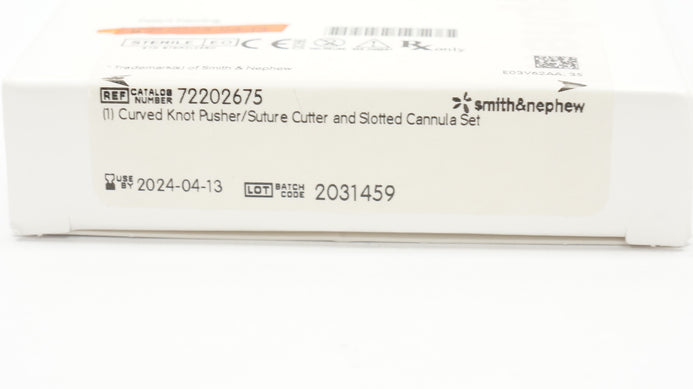 STERILE EO CE Rx only
* Trademark(s) of Smith & Nephew
REF CATALOG NUMBER 72202675
smith&nephew
(1) Curved Knot Pusher/Suture Cutter and Slotted Cannula Set
USE BY 2024-04-13 LOT BATCH CODE 2031459